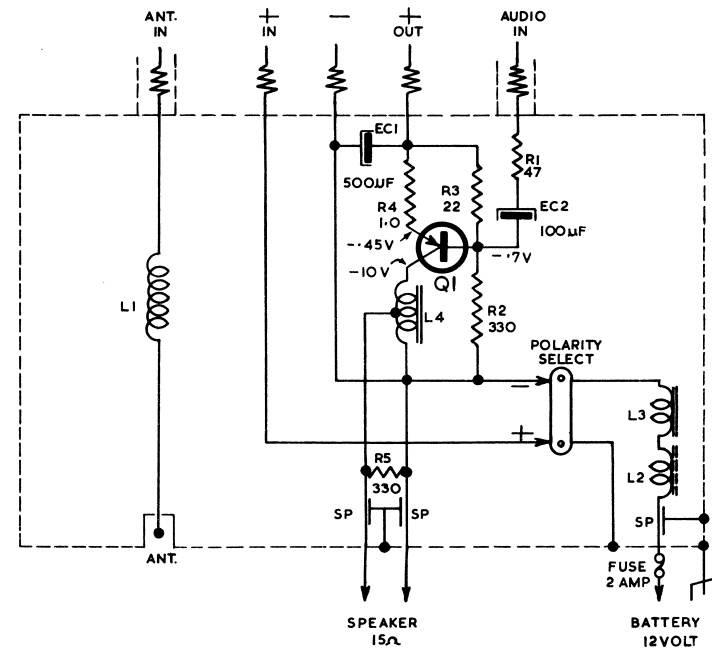 ANT.
IN
+
IN
−
+
OUT
AUDIO
IN
EC1
500µF
R1
47
R3
22
R4
1·0
EC2
100µF
−·45V
−·7V
−10V
Q1
L1
L4
R2
330
POLARITY
SELECT
−
L3
+
R5
330
L2
SP
SP
SP
ANT.
FUSE
2 AMP
SPEAKER
15Ω
BATTERY
12VOLT